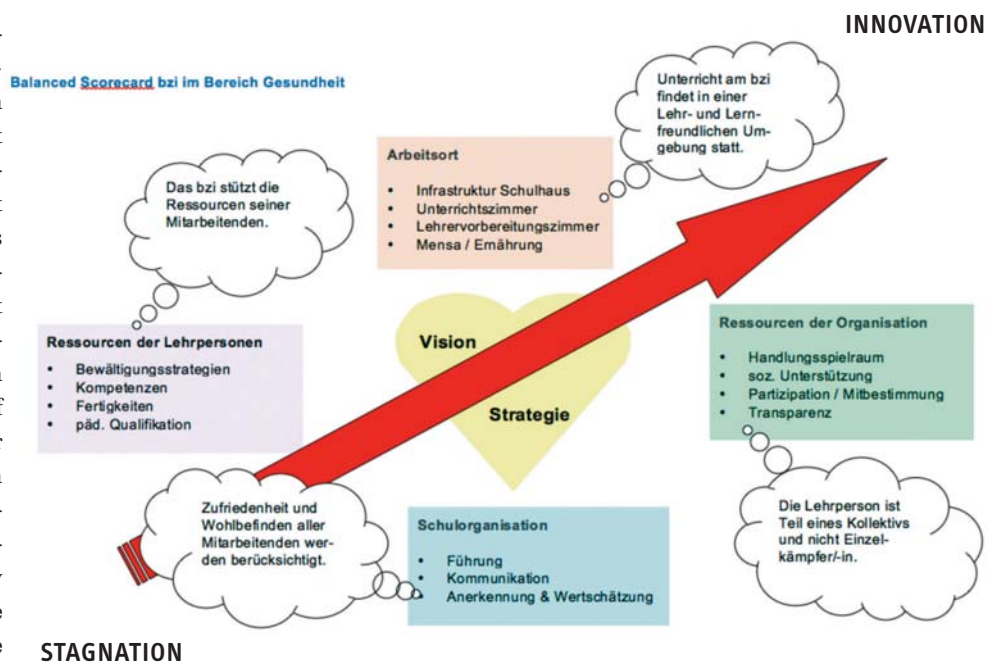 INNOVATION
Balanced Scorecard bzi im Bereich Gesundheit
Unterricht am bzi
findet in einer
Lehr- und Lern-
freundlichen Um-
gebung statt.
Arbeitsort
• Infrastruktur Schulhaus
• Unterrichtszimmer
• Lehrervorbereitungszimmer
• Mensa / Ernährung
Das bzi stützt die
Ressourcen seiner
Mitarbeitenden.
Ressourcen der Lehrpersonen
• Bewältigungsstrategien
• Kompetenzen
• Fertigkeiten
• päd. Qualifikation
Vision
Strategie
Ressourcen der Organisation
• Handlungsspielraum
• soz. Unterstützung
• Partizipation / Mitbestimmung
• Transparenz
Zufriedenheit und
Wohlbefinden aller
Mitarbeitenden wer-
den berücksichtigt.
Schulorganisation
• Führung
• Kommunikation
• Anerkennung & Wertschätzung
Die Lehrperson ist
Teil eines Kollektivs
und nicht Einzel-
kämpfer/-in.
STAGNATION